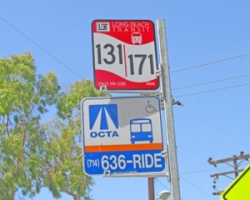 LONG BEACH
TRANSIT
131 171
OCTA
(714) 636-RIDE